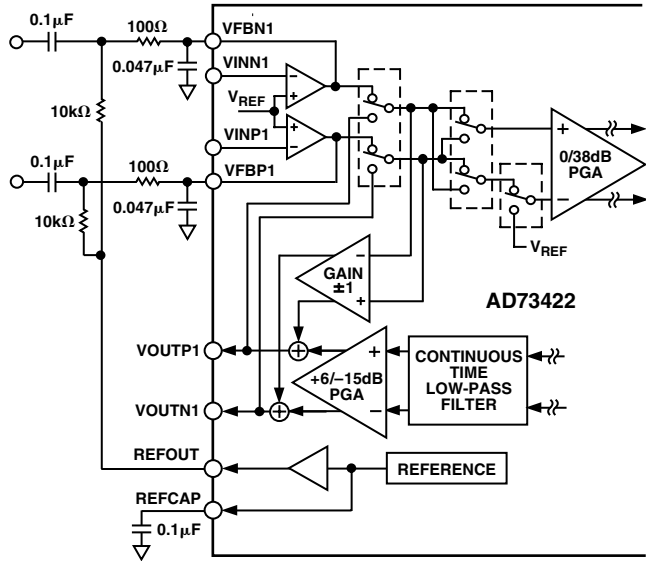 0.1μF
100Ω
VFBN1
0.047μF
VINN1
VREF
10kΩ
VINP1
0.1μF
100Ω
VFBP1
10kΩ
0.047μF
+
−
−
+
+
−
0/38dB
PGA
VREF
−
GAIN
±1
+
AD73422
VOUTP1
+
+6/−15dB
PGA
−
CONTINUOUS
TIME
LOW-PASS
FILTER
VOUTN1
REFOUT
REFERENCE
REFCAP
0.1μF